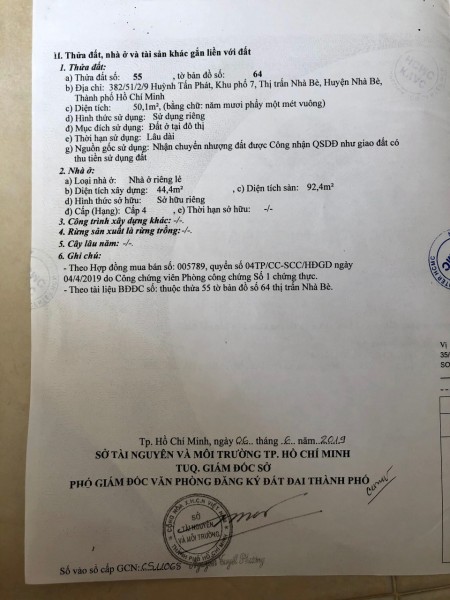 II. Thửa đất, nhà ở và tài sản khác gắn liền với đất
1. Thửa đất:
a) Thửa đất số: 55 , tờ bản đồ số: 64
b) Địa chỉ: 382/51/2/9 Huỳnh Tấn Phát, Khu phố 7, Thị trấn Nhà Bè, Huyện Nhà Bè,
Thành phố Hồ Chí Minh
c) Diện tích: 50,1m², (bằng chữ: năm mươi phẩy một mét vuông)
d) Hình thức sử dụng: Sử dụng riêng
đ) Mục đích sử dụng: Đất ở tại đô thị
e) Thời hạn sử dụng: Lâu dài
g) Nguồn gốc sử dụng: Nhận chuyển nhượng đất được Công nhận QSDĐ như giao đất có
thu tiền sử dụng đất
2. Nhà ở:
a) Loại nhà ở: Nhà ở riêng lẻ
b) Diện tích xây dựng: 44,4m² , c) Diện tích sàn: 92,4m²
d) Hình thức sở hữu: Sở hữu riêng
đ) Cấp (Hạng): Cấp 4 , e) Thời hạn sở hữu: -/-
3. Công trình xây dựng khác: -/-.
4. Rừng sản xuất là rừng trồng: -/-.
5. Cây lâu năm: -/-.
6. Ghi chú:
- Theo Hợp đồng mua bán số: 005789, quyển số 04TP/CC-SCC/HĐGD ngày
04/4/2019 do Công chứng viên Phòng công chứng Số 1 chứng thực.
- Theo tài liệu BĐĐC số: thuộc thửa 55 tờ bản đồ số 64 thị trấn Nhà Bè.
Vị
35/
SO
Tp. Hồ Chí Minh, ngày 06 tháng 6 năm 2019
SỞ TÀI NGUYÊN VÀ MÔI TRƯỜNG TP. HỒ CHÍ MINH
TUQ. GIÁM ĐỐC SỞ
PHÓ GIÁM ĐỐC VĂN PHÒNG ĐĂNG KÝ ĐẤT ĐAI THÀNH PHỐ
SỞ
TÀI NGUYÊN
VÀ MÔI TRƯỜNG
Số vào sổ cấp GCN: